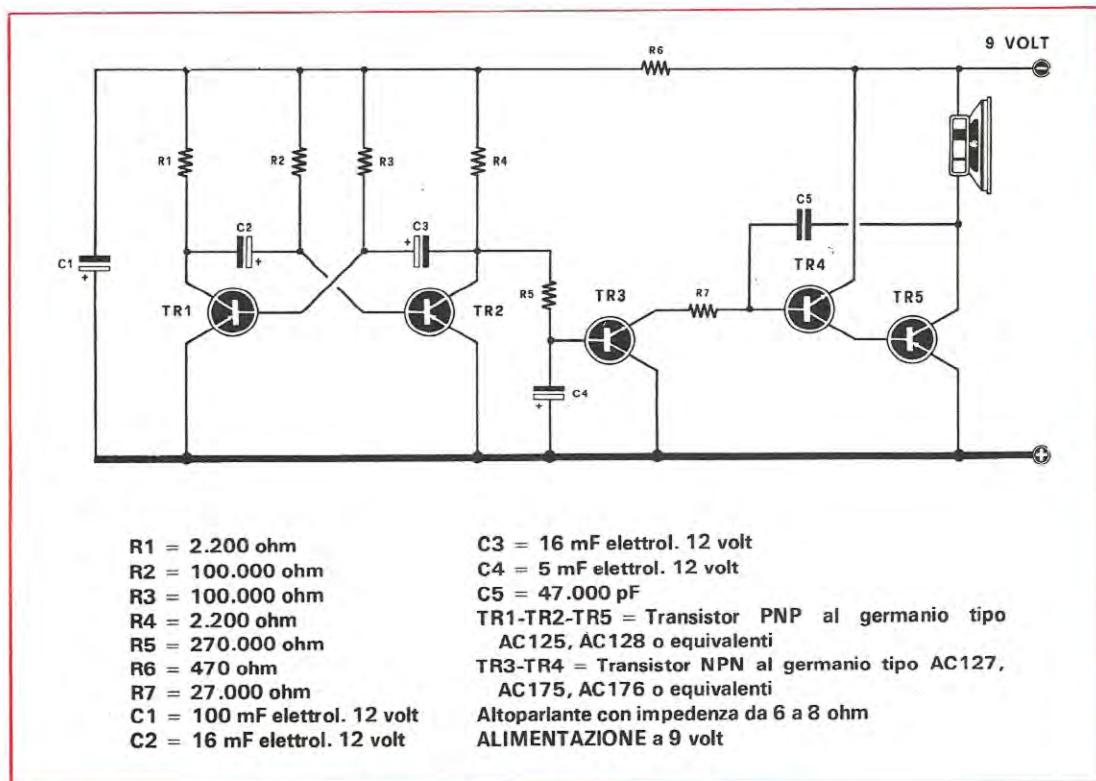 9 VOLT
R6
R1
R2
R3
R4
C5
C2
C3
+
+
C1
+
TR4
TR1
TR2
R5
TR3
R7
TR5
C4
+
R1 = 2.200 ohm
R2 = 100.000 ohm
R3 = 100.000 ohm
R4 = 2.200 ohm
R5 = 270.000 ohm
R6 = 470 ohm
R7 = 27.000 ohm
C1 = 100 mF elettrol. 12 volt
C2 = 16 mF elettrol. 12 volt
C3 = 16 mF elettrol. 12 volt
C4 = 5 mF elettrol. 12 volt
C5 = 47.000 pF
TR1-TR2-TR5 = Transistor PNP al germanio tipo
AC125, AC128 o equivalenti
TR3-TR4 = Transistor NPN al germanio tipo AC127,
AC175, AC176 o equivalenti
Altoparlante con impedenza da 6 a 8 ohm
ALIMENTAZIONE a 9 volt